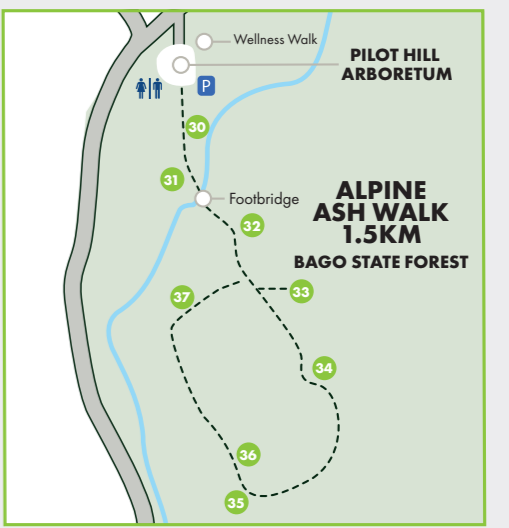 Wellness Walk
PILOT HILL
ARBORETUM
P
30
31
Footbridge
ALPINE
ASH WALK
1.5KM
BAGO STATE FOREST
32
33
37
34
36
35